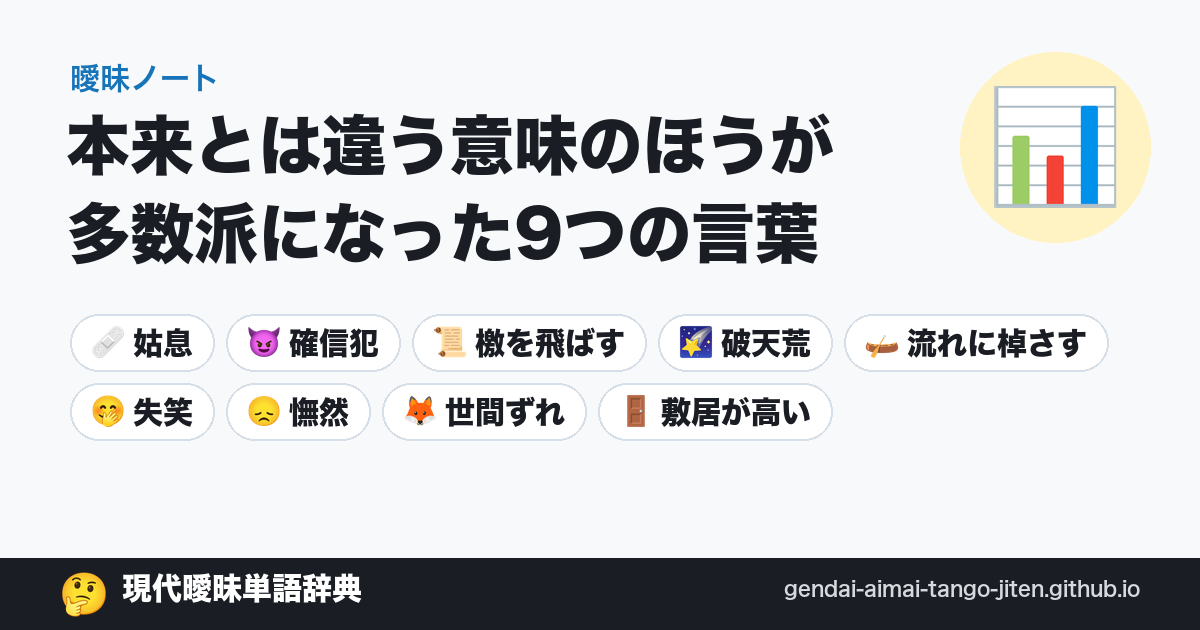 曖昧ノート
本来とは違う意味のほうが
多数派になった9つの言葉
姑息 確信犯 檄を飛ばす 破天荒 流れに棹さす
失笑 憮然 世間ずれ 敷居が高い
現代曖昧単語辞典 gendai-aimai-tango-jiten.github.io